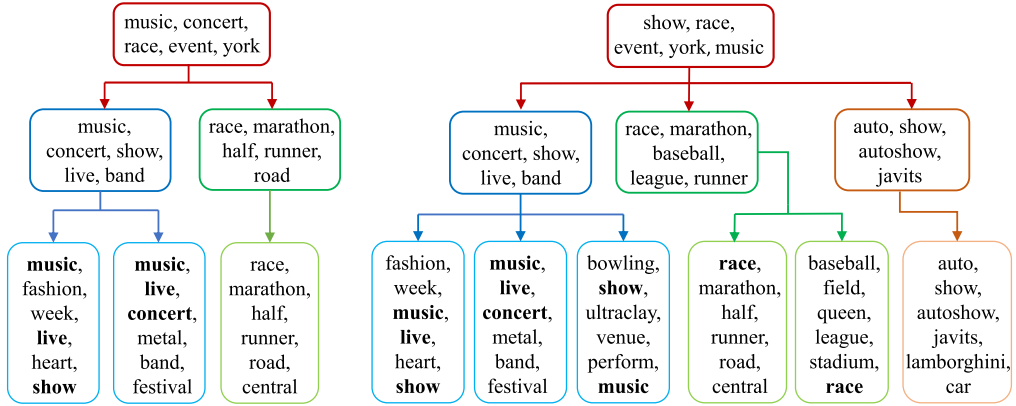 music, concert,
race, event, york
music,
concert, show,
live, band
race, marathon,
half, runner,
road
music,
fashion,
week,
live,
heart,
show
music,
live,
concert,
metal,
band,
festival
race,
marathon,
half,
runner,
road,
central
show, race,
event, york, music
music,
concert, show,
live, band
race, marathon,
baseball,
league, runner
auto, show,
autoshow,
javits
fashion,
week,
music,
live,
heart,
show
music,
live,
concert,
metal,
band,
festival
bowling,
show,
ultraclay,
venue,
perform,
music
race,
marathon,
half,
runner,
road,
central
baseball,
field,
queen,
league,
stadium,
race
auto,
show,
autoshow,
javits,
lamborghini,
car